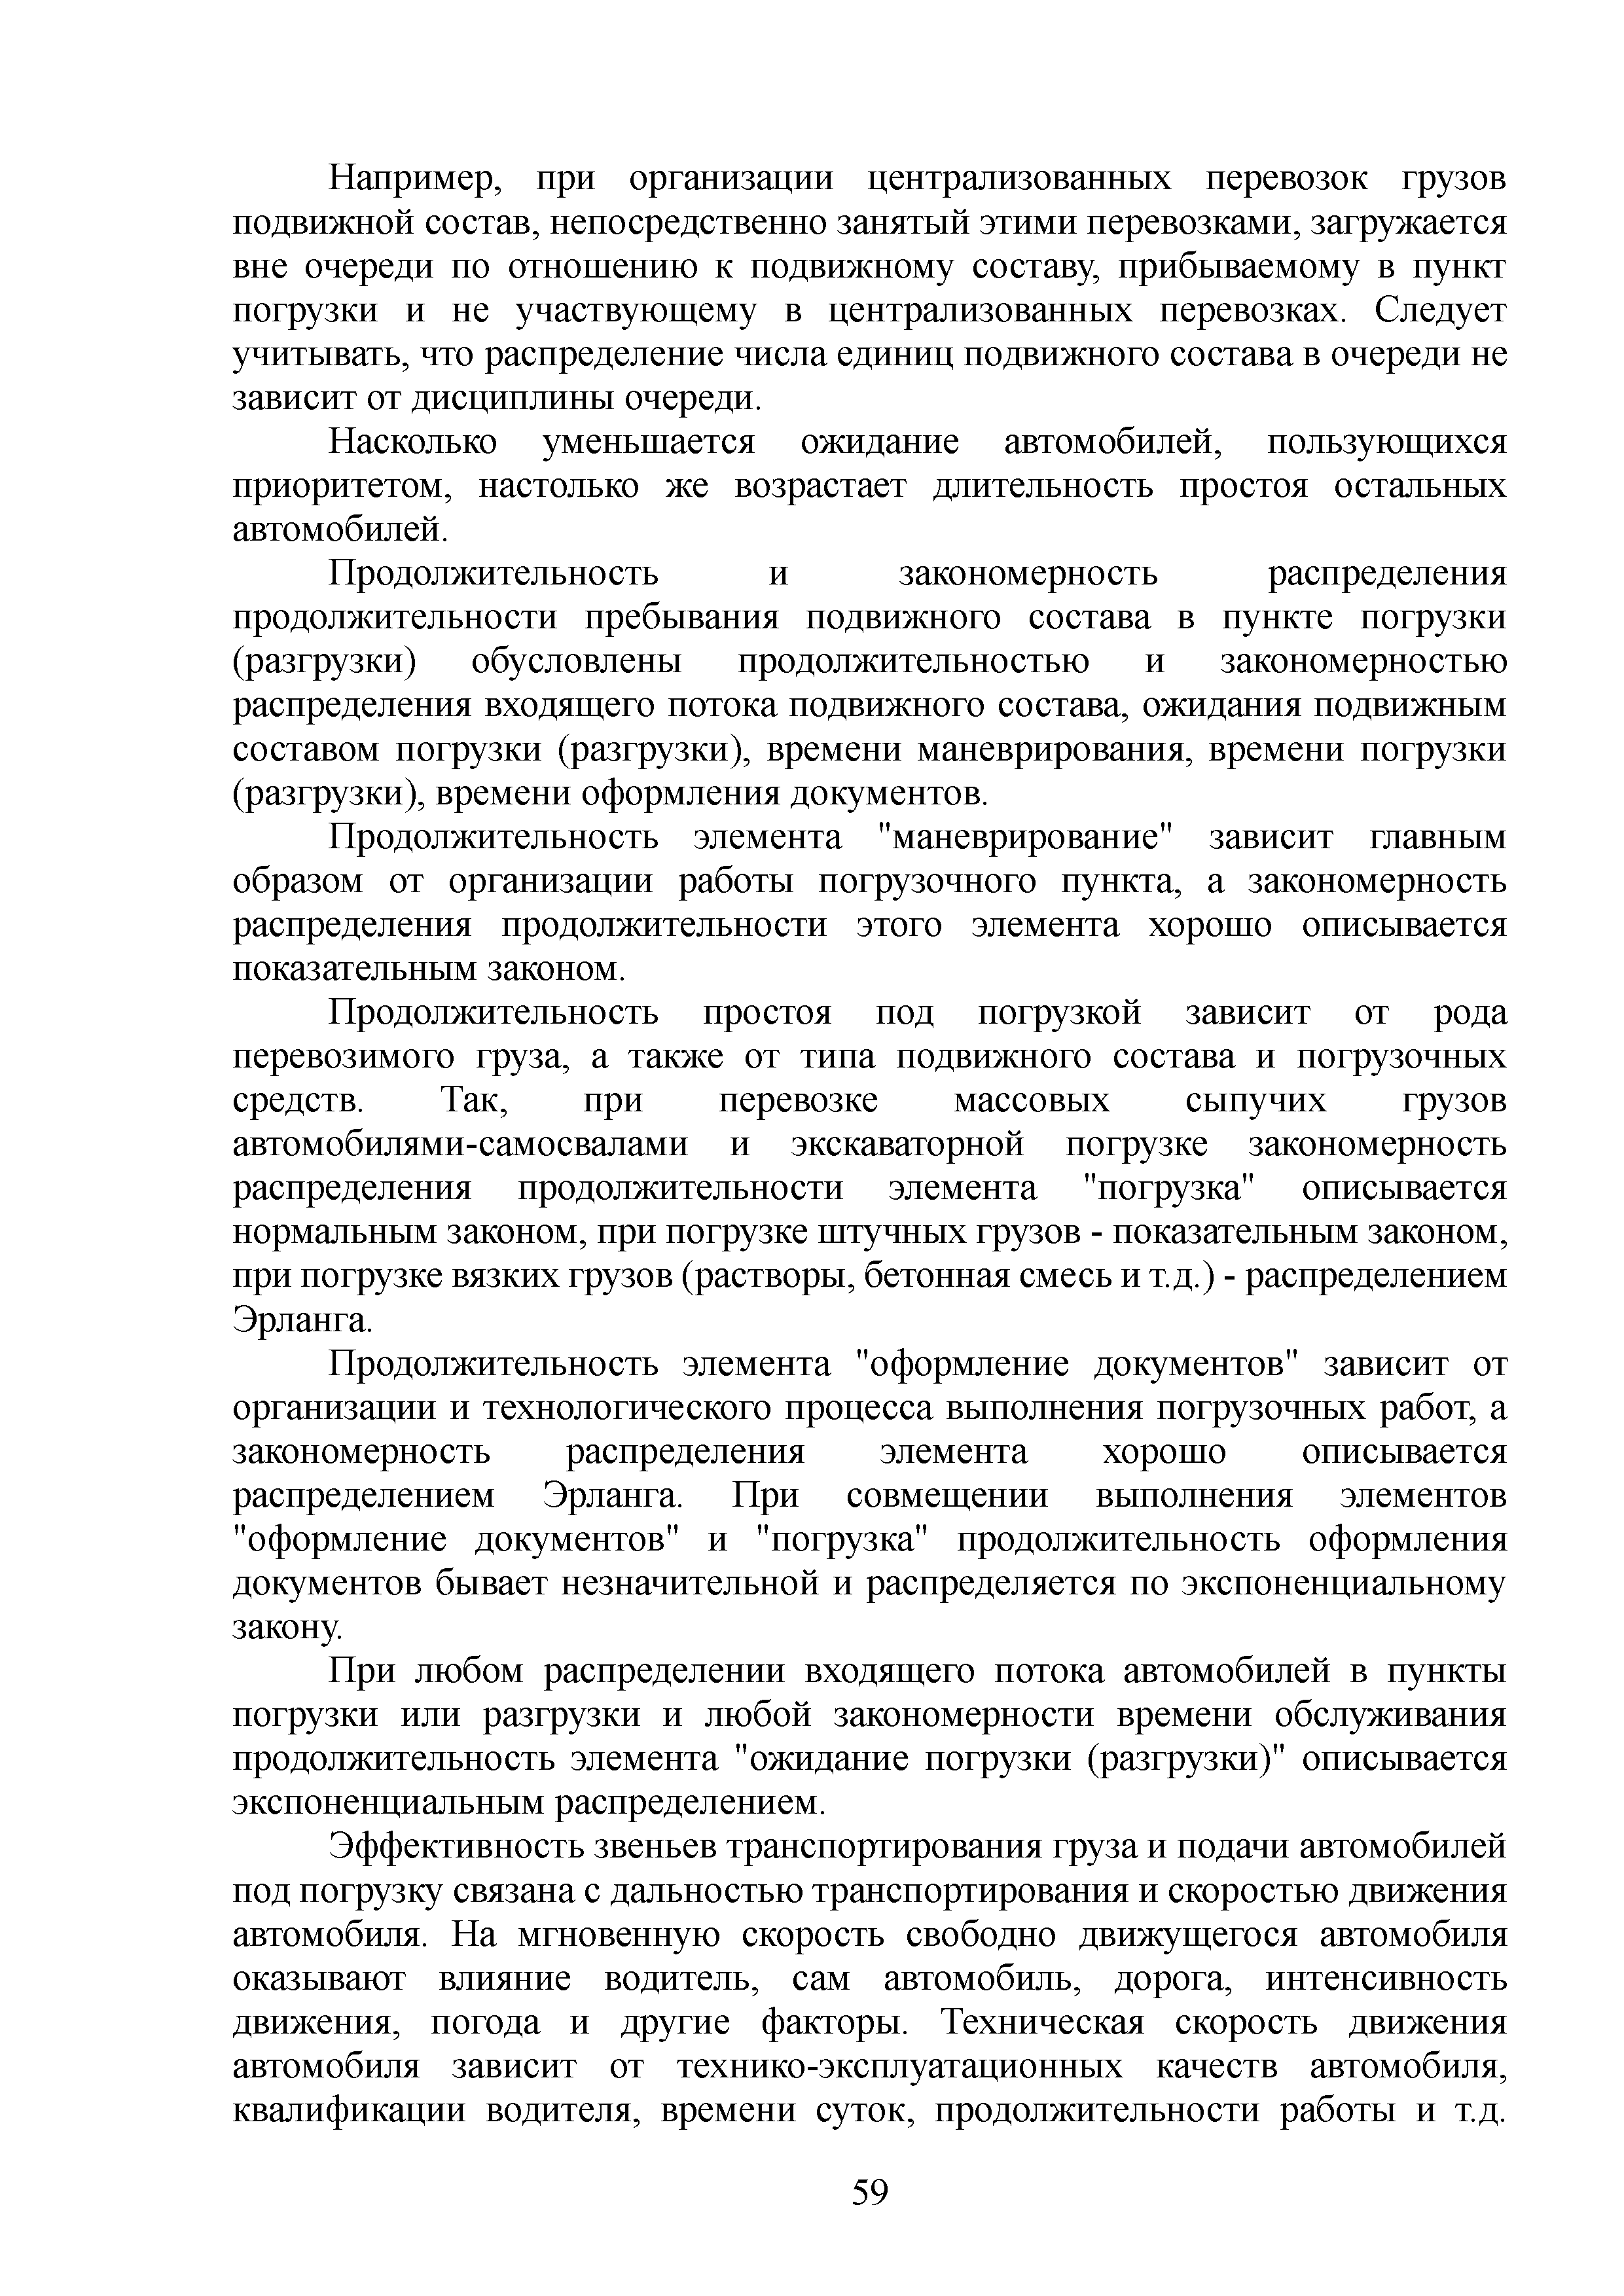 Например, при организации централизованных перевозок грузов
подвижной состав, непосредственно занятый этими перевозками, загружается
вне очереди по отношению к подвижному составу, прибываемому в пункт
погрузки и не участвующему в централизованных перевозках. Следует
учитывать, что распределение числа единиц подвижного состава в очереди не
зависит от дисциплины очереди.
Насколько уменьшается ожидание автомобилей, пользующихся
приоритетом, настолько же возрастает длительность простоя остальных
автомобилей.
Продолжительность и закономерность распределения
продолжительности пребывания подвижного состава в пункте погрузки
(разгрузки) обусловлены продолжительностью и закономерностью
распределения входящего потока подвижного состава, ожидания подвижным
составом погрузки (разгрузки), времени маневрирования, времени погрузки
(разгрузки), времени оформления документов.
Продолжительность элемента "маневрирование" зависит главным
образом от организации работы погрузочного пункта, а закономерность
распределения продолжительности этого элемента хорошо описывается
показательным законом.
Продолжительность простоя под погрузкой зависит от рода
перевозимого груза, а также от типа подвижного состава и погрузочных
средств. Так, при перевозке массовых сыпучих грузов
автомобилями-самосвалами и экскаваторной погрузке закономерность
распределения продолжительности элемента "погрузка" описывается
нормальным законом, при погрузке штучных грузов - показательным законом,
при погрузке вязких грузов (растворы, бетонная смесь и т.д.) - распределением
Эрланга.
Продолжительность элемента "оформление документов" зависит от
организации и технологического процесса выполнения погрузочных работ, а
закономерность распределения элемента хорошо описывается
распределением Эрланга. При совмещении выполнения элементов
"оформление документов" и "погрузка" продолжительность оформления
документов бывает незначительной и распределяется по экспоненциальному
закону.
При любом распределении входящего потока автомобилей в пункты
погрузки или разгрузки и любой закономерности времени обслуживания
продолжительность элемента "ожидание погрузки (разгрузки)" описывается
экспоненциальным распределением.
Эффективность звеньев транспортирования груза и подачи автомобилей
под погрузку связана с дальностью транспортирования и скоростью движения
автомобиля. На мгновенную скорость свободно движущегося автомобиля
оказывают влияние водитель, сам автомобиль, дорога, интенсивность
движения, погода и другие факторы. Техническая скорость движения
автомобиля зависит от технико-эксплуатационных качеств автомобиля,
квалификации водителя, времени суток, продолжительности работы и т.д.
59